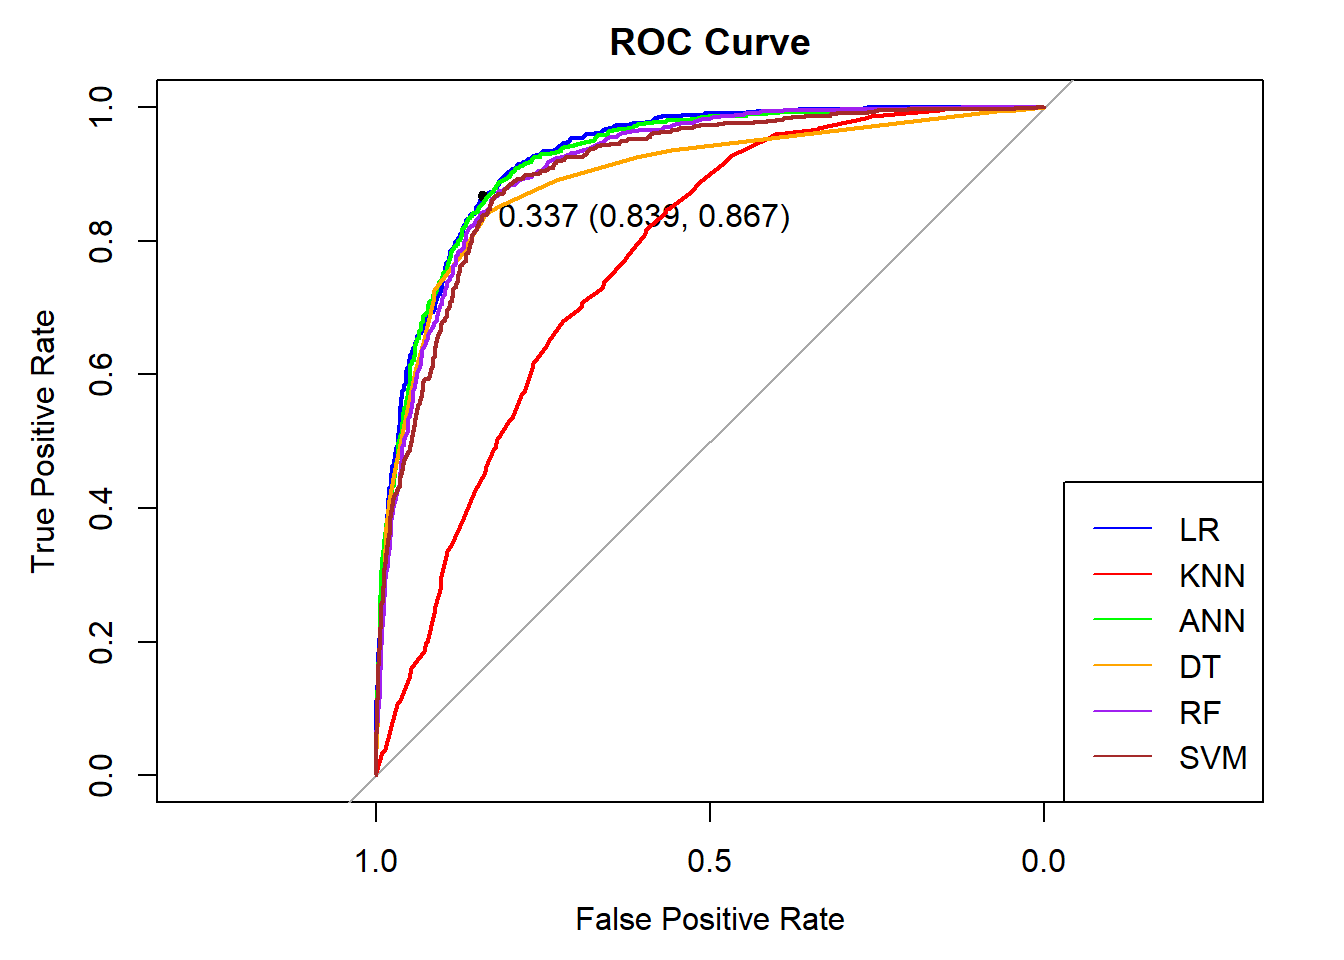 ROC Curve
True Positive Rate
1.0
0.8
0.6
0.4
0.2
0.0
0.337 (0.839, 0.867)
LR
KNN
ANN
DT
RF
SVM
1.0
0.5
0.0
False Positive Rate